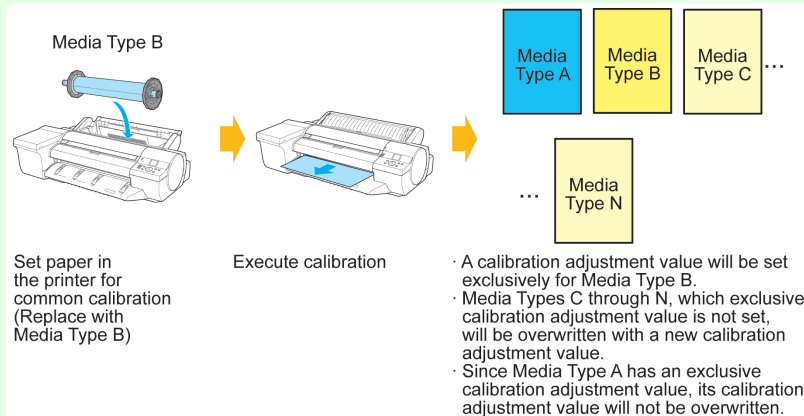 Media Type B
Media
Type A
Media
Type B
Media
Type C
...
...
Media
Type N
Set paper in
the printer for
common calibration
(Replace with
Media Type B)
Execute calibration
· A calibration adjustment value will be set
exclusively for Media Type B.
· Media Types C through N, which exclusive
calibration adjustment value is not set,
will be overwritten with a new calibration
adjustment value.
· Since Media Type A has an exclusive
calibration adjustment value, its calibration
adjustment value will not be overwritten.